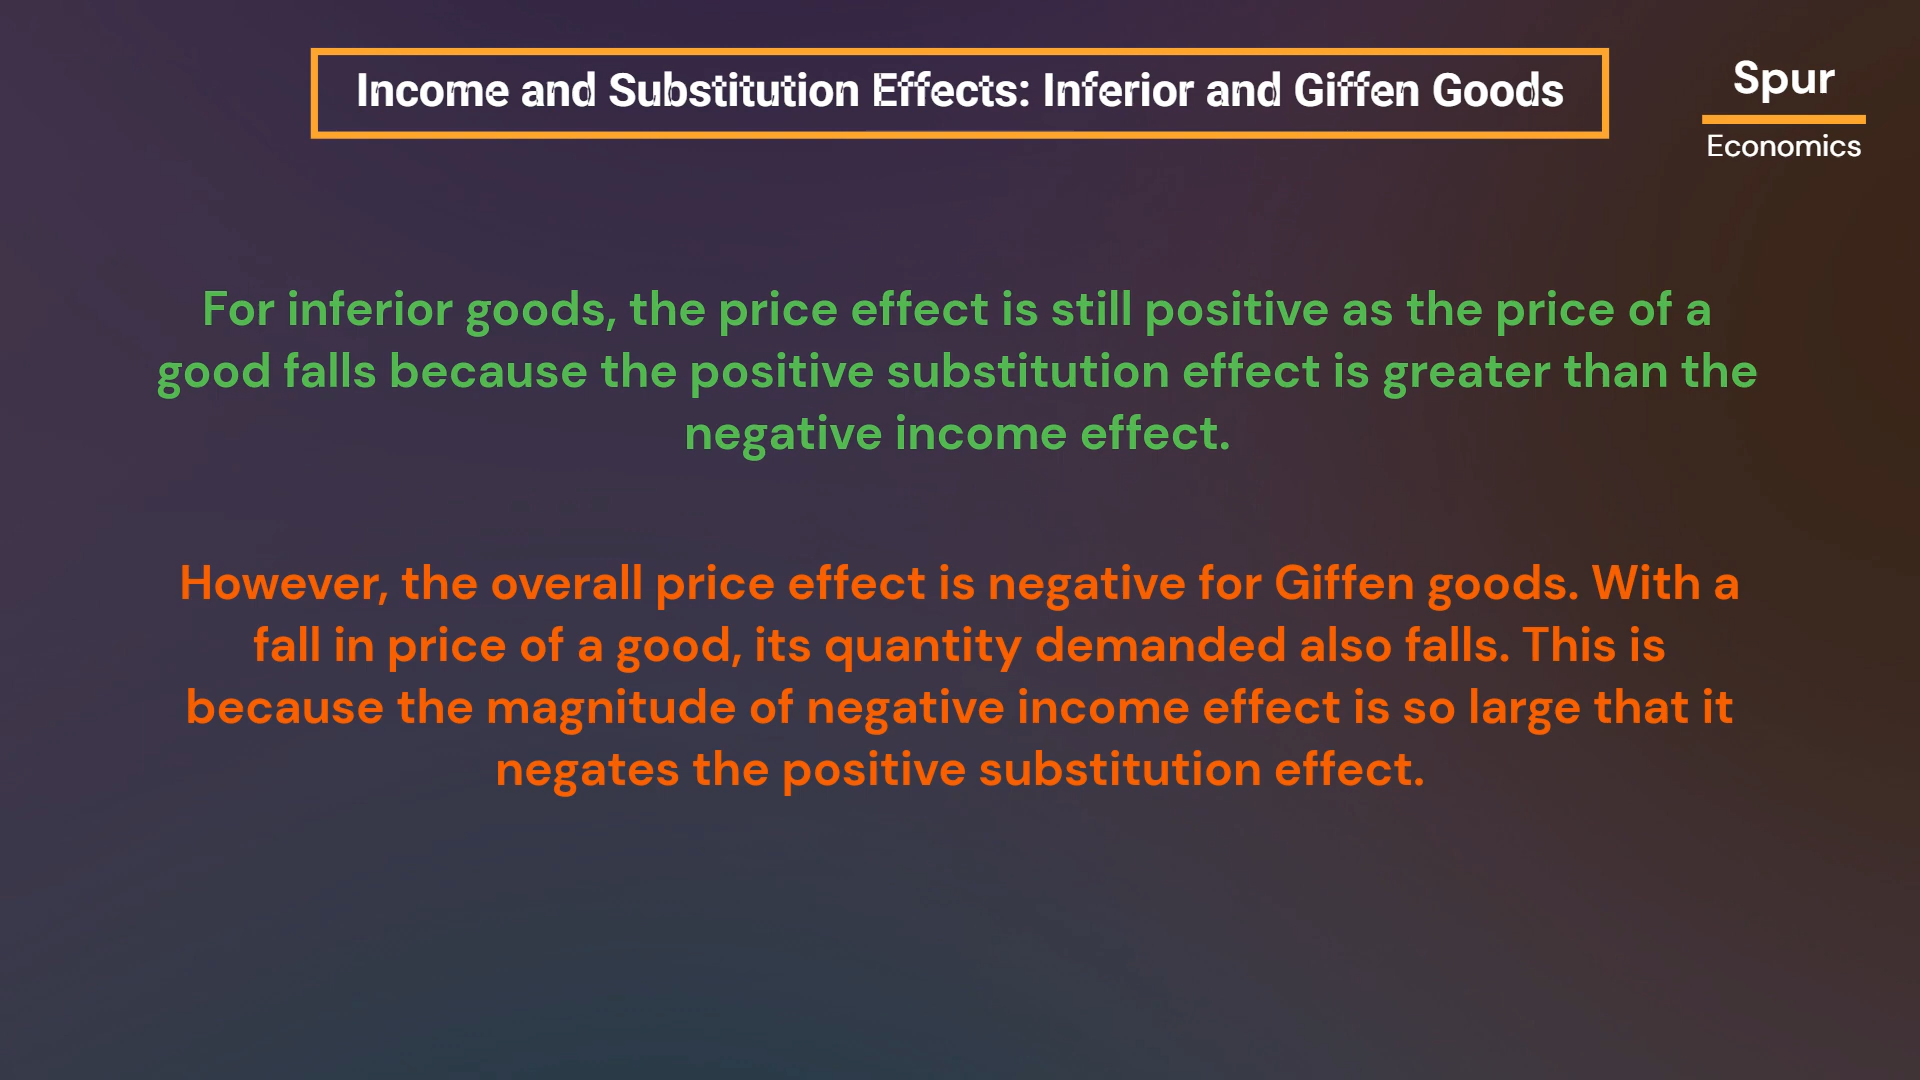 Income and Substitution Effects: Inferior and Giffen Goods
Spur
Economics
For inferior goods, the price effect is still positive as the price of a
good falls because the positive substitution effect is greater than the
negative income effect.
However, the overall price effect is negative for Giffen goods. With a
fall in price of a good, its quantity demanded also falls. This is
because the magnitude of negative income effect is so large that it
negates the positive substitution effect.